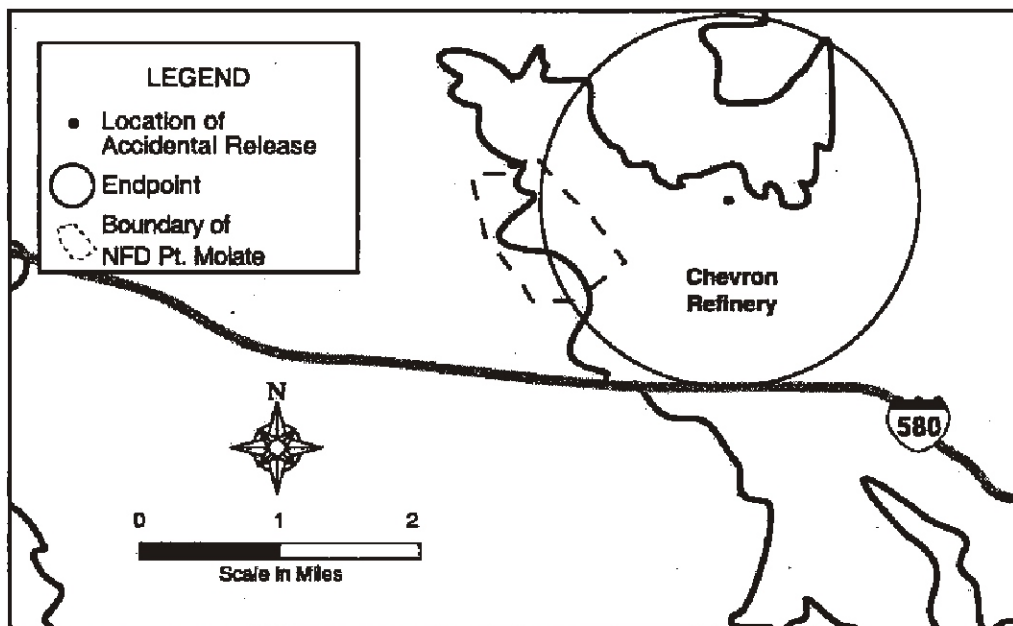 LEGEND
Location of
Accidental Release
Endpoint
Boundary of
NFD Pt. Molate
Chevron
Refinery
580
N
0 1 2
Scale in Miles